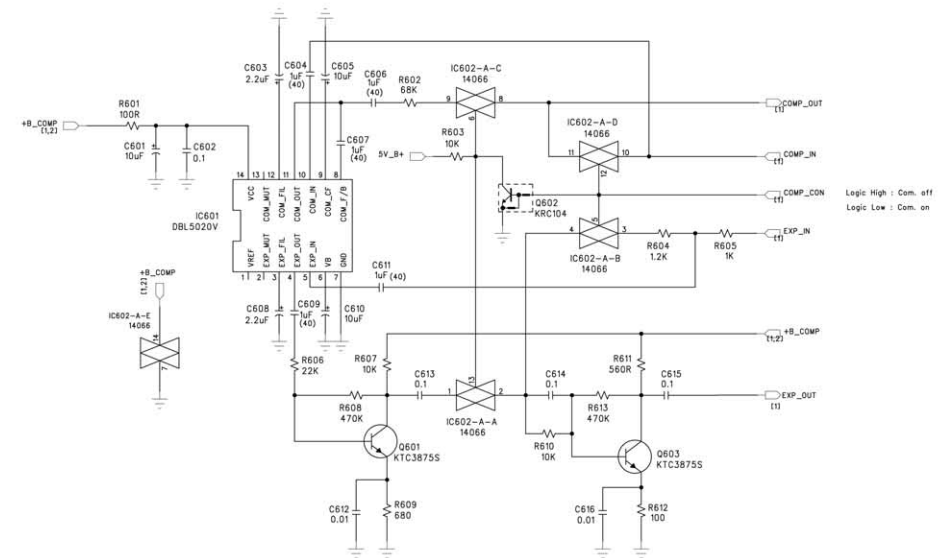 C603
2.2uF
C604
1uF
(40)
C605
10uF
C606
1uF
(40)
R602
68K
IC602-A-C
14066
9
8
6
COMP_OUT
[1]
R601
100R
+B_COMP
[1,2]
C601
10uF
C602
0.1
C607
1uF
(40)
R603
10K
5V_B+
IC602-A-D
14066
11
10
12
COMP_IN
[1]
14 13 12 11 10 9 8
VCC
COM_MUT
COM_FIL
COM_OUT
COM_IN
COM_CF
COM_F/B
IC601
DBL5020V
VREF
EXP_MUT
EXP_FIL
EXP_OUT
EXP_IN
VB
GND
1 2 3 4 5 6 7
Q602
KRC104
COMP_CON
[1]
Logic High : Com. off
Logic Low : Com. on
5
4
3
IC602-A-B
14066
R604
1.2K
R605
1K
EXP_IN
[1]
C611
1uF (40)
+B_COMP
[1,2]
IC602-A-E
14066
14
7
C608
2.2uF
C609
1uF
(40)
C610
10uF
+B_COMP
[1,2]
R606
22K
R607
10K
R611
560R
R608
470K
C613
0.1
13
1
2
IC602-A-A
14066
C614
0.1
R613
470K
C615
0.1
EXP_OUT
[1]
R610
10K
Q601
KTC3875S
Q603
KTC3875S
C612
0.01
R609
680
C616
0.01
R612
100